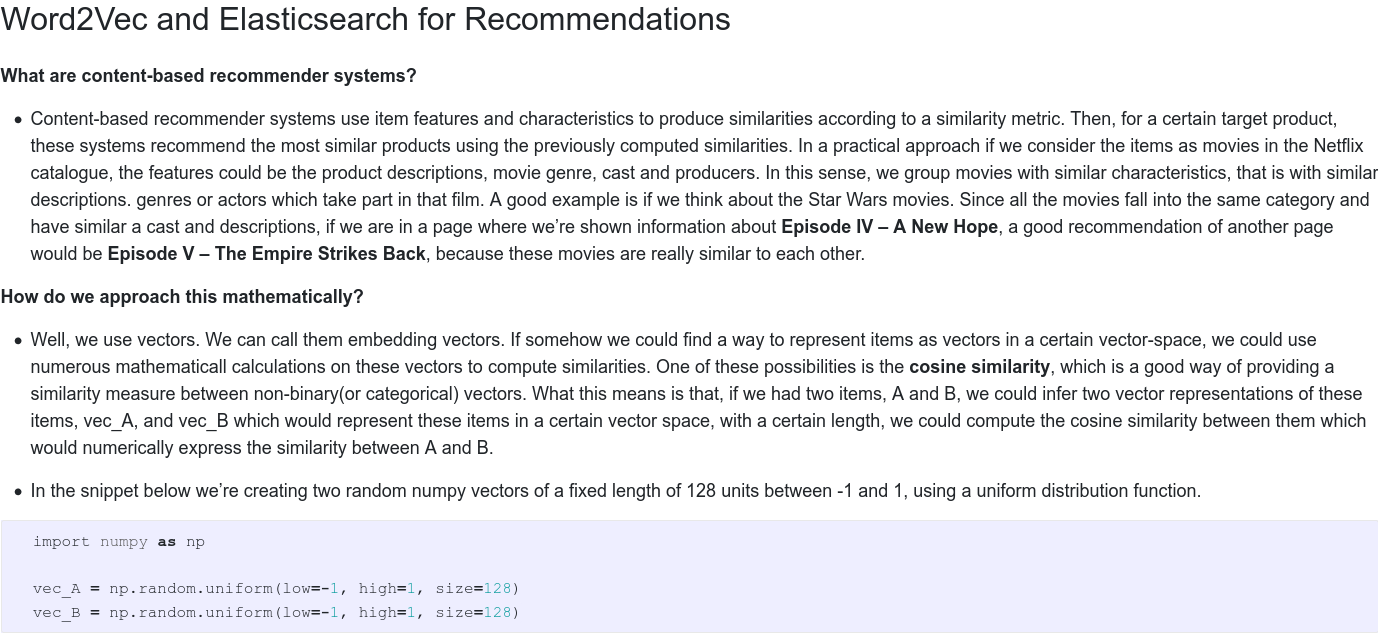 Word2Vec and Elasticsearch for Recommendations
What are content-based recommender systems?
• Content-based recommender systems use item features and characteristics to produce similarities according to a similarity metric. Then, for a certain target product,
these systems recommend the most similar products using the previously computed similarities. In a practical approach if we consider the items as movies in the Netflix
catalogue, the features could be the product descriptions, movie genre, cast and producers. In this sense, we group movies with similar characteristics, that is with similar
descriptions. genres or actors which take part in that film. A good example is if we think about the Star Wars movies. Since all the movies fall into the same category and
have similar a cast and descriptions, if we are in a page where we’re shown information about Episode IV – A New Hope, a good recommendation of another page
would be Episode V – The Empire Strikes Back, because these movies are really similar to each other.
How do we approach this mathematically?
• Well, we use vectors. We can call them embedding vectors. If somehow we could find a way to represent items as vectors in a certain vector-space, we could use
numerous mathematicall calculations on these vectors to compute similarities. One of these possibilities is the cosine similarity, which is a good way of providing a
similarity measure between non-binary(or categorical) vectors. What this means is that, if we had two items, A and B, we could infer two vector representations of these
items, vec_A, and vec_B which would represent these items in a certain vector space, with a certain length, we could compute the cosine similarity between them which
would numerically express the similarity between A and B.
• In the snippet below we’re creating two random numpy vectors of a fixed length of 128 units between -1 and 1, using a uniform distribution function.
import numpy as np
vec_A = np.random.uniform(low=-1, high=1, size=128)
vec_B = np.random.uniform(low=-1, high=1, size=128)